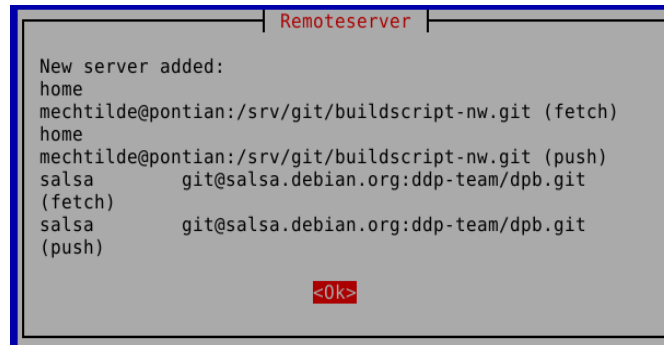 Remoteserver
New server added:
home
mechtilde@pontian:/srv/git/buildscript-nw.git (fetch)
home
mechtilde@pontian:/srv/git/buildscript-nw.git (push)
salsa git@salsa.debian.org:ddp-team/dpb.git
(fetch)
salsa git@salsa.debian.org:ddp-team/dpb.git
(push)
<Ok>